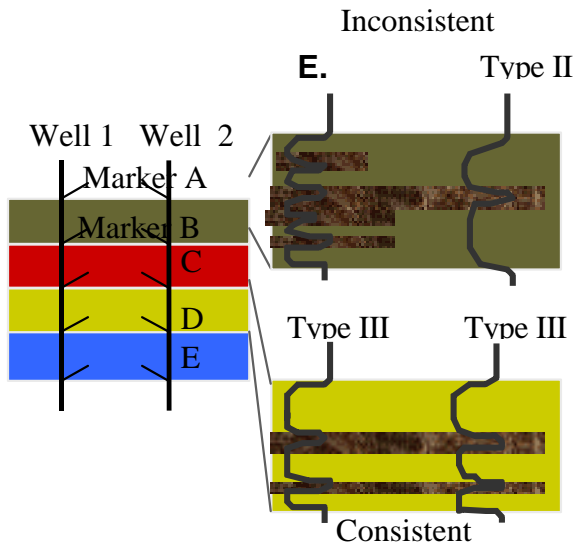 Inconsistent
E. Type II
Well 1 Well 2
Marker A
Marker B
C
D
E
Type III Type III
Consistent